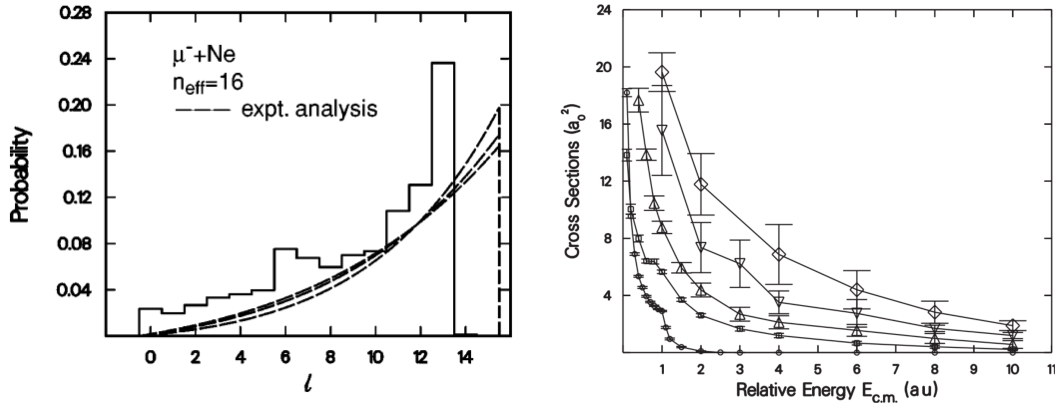 0.28
0.24
0.20
0.16
0.12
0.08
0.04
Probability
μ⁻+Ne
n_eff=16
expt. analysis
0 2 4 6 8 10 12 14
ℓ
24
20
16
12
8
4
Cross Sections (a₀²)
1 2 3 4 5 6 7 8 9 10 11
Relative Energy E_c.m. (au)